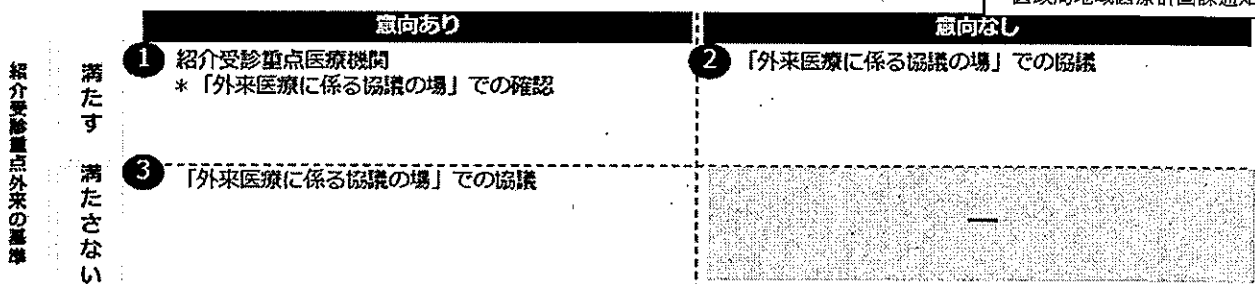 意向あり
意向なし
紹介受診重点外来の基準
満たす
1 紹介受診重点医療機関
*「外来医療に係る協議の場」での確認
2 「外来医療に係る協議の場」での協議
満たさない
3 「外来医療に係る協議の場」での協議
—